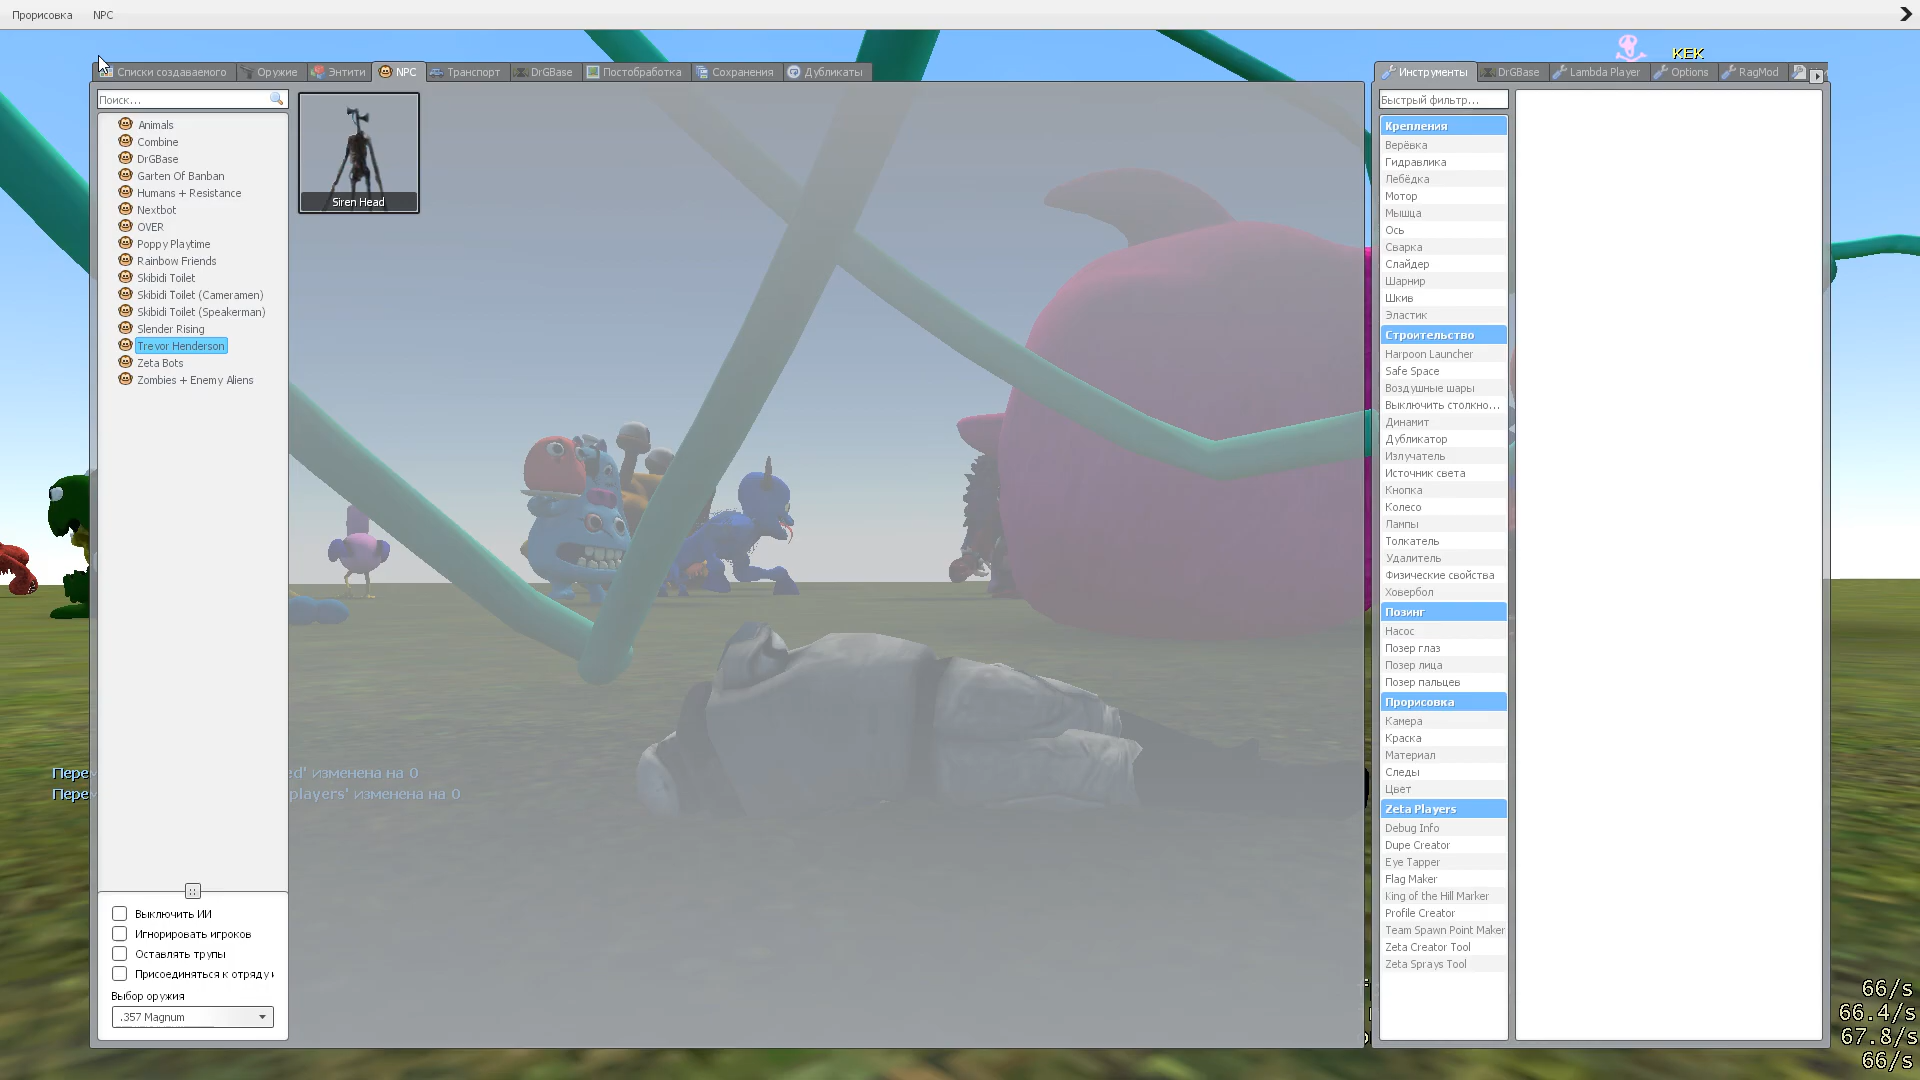 Прорисовка NPC
KEK
Списки создаваемого Оружие Энтити NPC Транспорт DrGBase Постобработка Сохранения Дубликаты
Инструменты DrGBase Lambda Player Options RagMod
Поиск...
Animals
Combine
DrGBase
Garten Of Banban
Humans + Resistance
Nextbot
OVER
Poppy Playtime
Rainbow Friends
Skibidi Toilet
Skibidi Toilet (Cameramen)
Skibidi Toilet (Speakerman)
Slender Rising
Trevor Henderson
Zeta Bots
Zombies + Enemy Aliens
Siren Head
Выключить ИИ
Игнорировать игроков
Оставлять трупы
Присоединяться к отряду
Выбор оружия
.357 Magnum
Перем ed' изменена на 0
Перем players' изменена на 0
Быстрый фильтр...
Крепления
Верёвка
Гидравлика
Лебёдка
Мотор
Мышца
Ось
Сварка
Слайдер
Шарнир
Шкив
Эластик
Строительство
Harpoon Launcher
Safe Space
Воздушные шары
Выключить столкно...
Динамит
Дубликатор
Излучатель
Источник света
Кнопка
Колесо
Лампы
Толкатель
Удалитель
Физические свойства
Ховербол
Позинг
Насос
Позер глаз
Позер лица
Позер пальцев
Прорисовка
Камера
Краска
Материал
Следы
Цвет
Zeta Players
Debug Info
Dupe Creator
Eye Tapper
Flag Maker
King of the Hill Marker
Profile Creator
Team Spawn Point Maker
Zeta Creator Tool
Zeta Sprays Tool
66/s
66.4/s
67.8/s
66/s